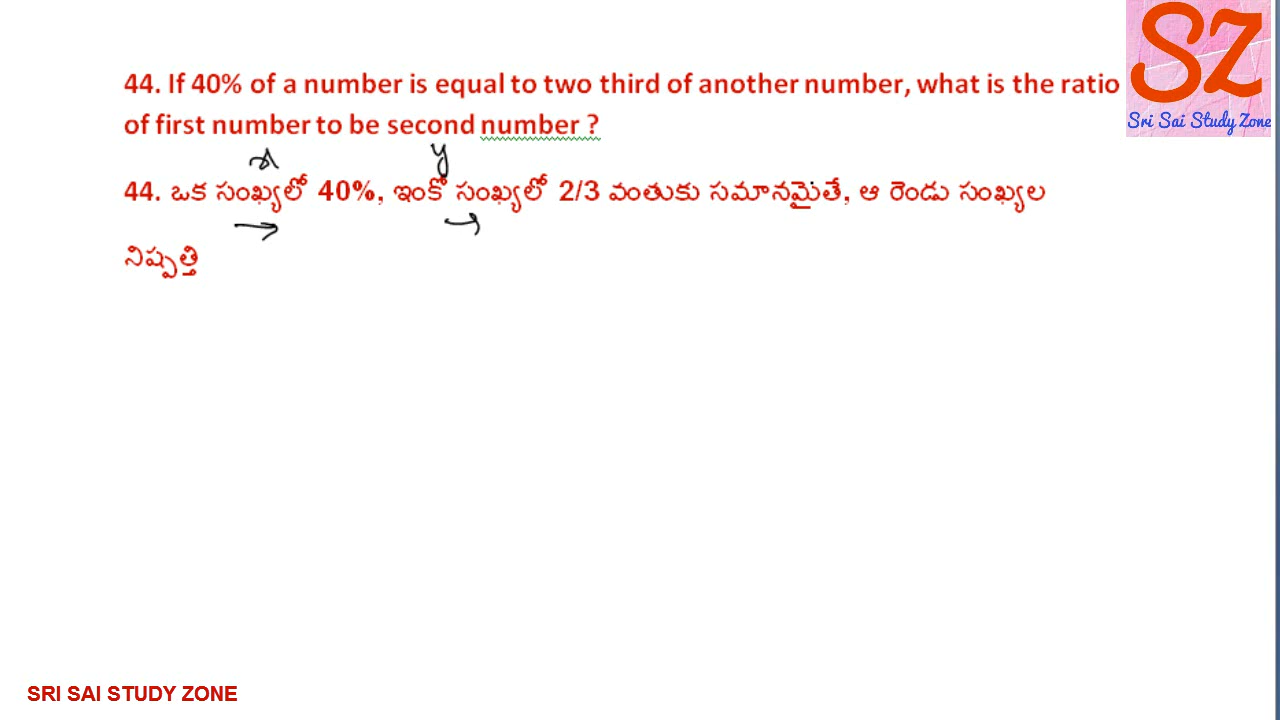 SZ
Sri Sai Study Zone
44. If 40% of a number is equal to two third of another number, what is the ratio
of first number to be second number ?
x y
44. ఒక సంఖ్యలో 40%, ఇంకో సంఖ్యలో 2/3 వంతుకు సమానమైతే, ఆ రెండు సంఖ్యల
నిష్పత్తి
SRI SAI STUDY ZONE